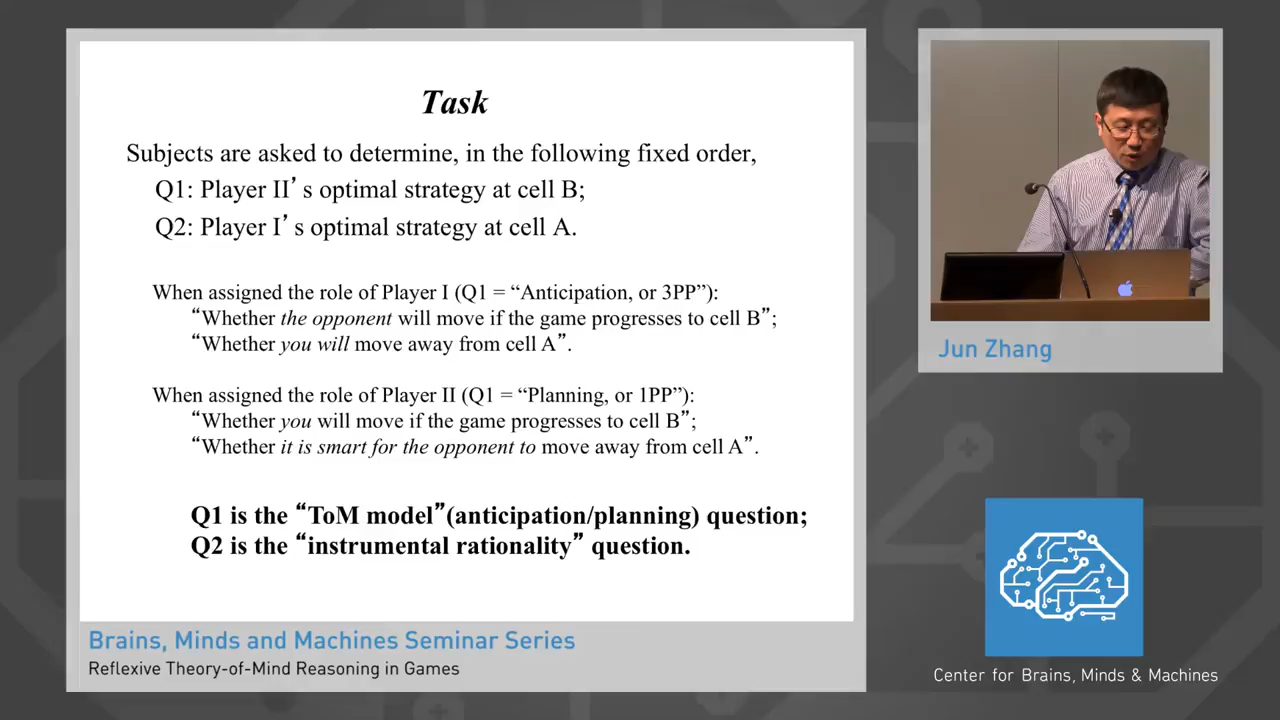 Task
Subjects are asked to determine, in the following fixed order,
Q1: Player II's optimal strategy at cell B;
Q2: Player I's optimal strategy at cell A.
When assigned the role of Player I (Q1 = “Anticipation, or 3PP”):
“Whether the opponent will move if the game progresses to cell B”;
“Whether you will move away from cell A”.
When assigned the role of Player II (Q1 = “Planning, or 1PP”):
“Whether you will move if the game progresses to cell B”;
“Whether it is smart for the opponent to move away from cell A”.
Q1 is the “ToM model”(anticipation/planning) question;
Q2 is the “instrumental rationality” question.
Brains, Minds and Machines Seminar Series
Reflexive Theory-of-Mind Reasoning in Games
Jun Zhang
Center for Brains, Minds & Machines